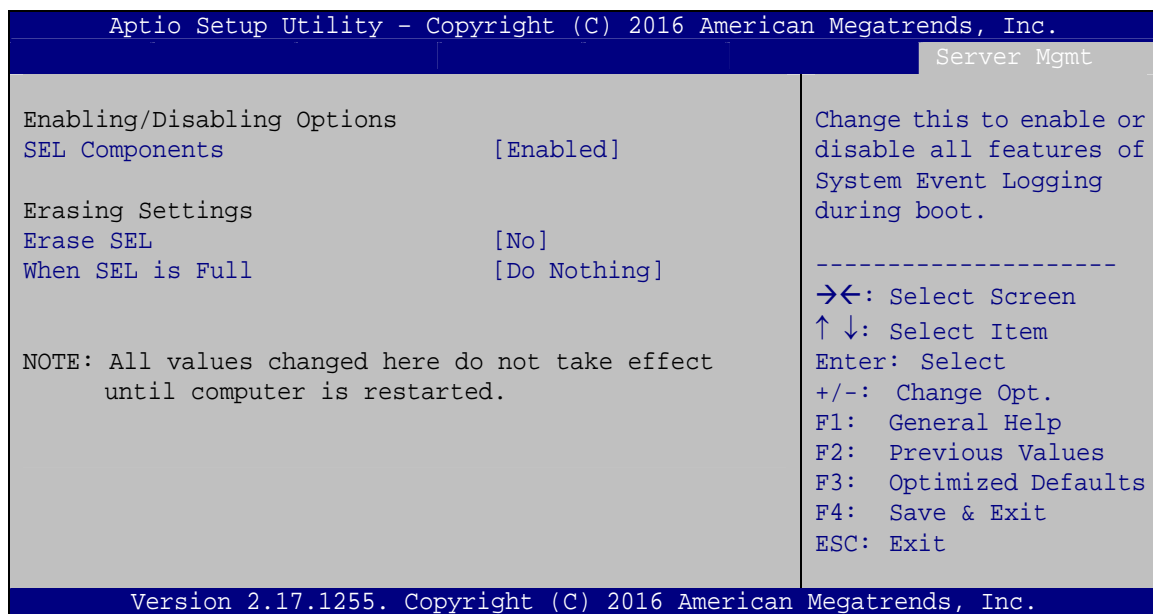 Aptio Setup Utility – Copyright (C) 2016 American Megatrends, Inc.
Server Mgmt
Enabling/Disabling Options
SEL Components [Enabled]
Erasing Settings
Erase SEL [No]
When SEL is Full [Do Nothing]
NOTE: All values changed here do not take effect
until computer is restarted.
Change this to enable or
disable all features of
System Event Logging
during boot.
---------------------
→←: Select Screen
↑ ↓: Select Item
Enter: Select
+/-: Change Opt.
F1: General Help
F2: Previous Values
F3: Optimized Defaults
F4: Save & Exit
ESC: Exit
Version 2.17.1255. Copyright (C) 2016 American Megatrends, Inc.